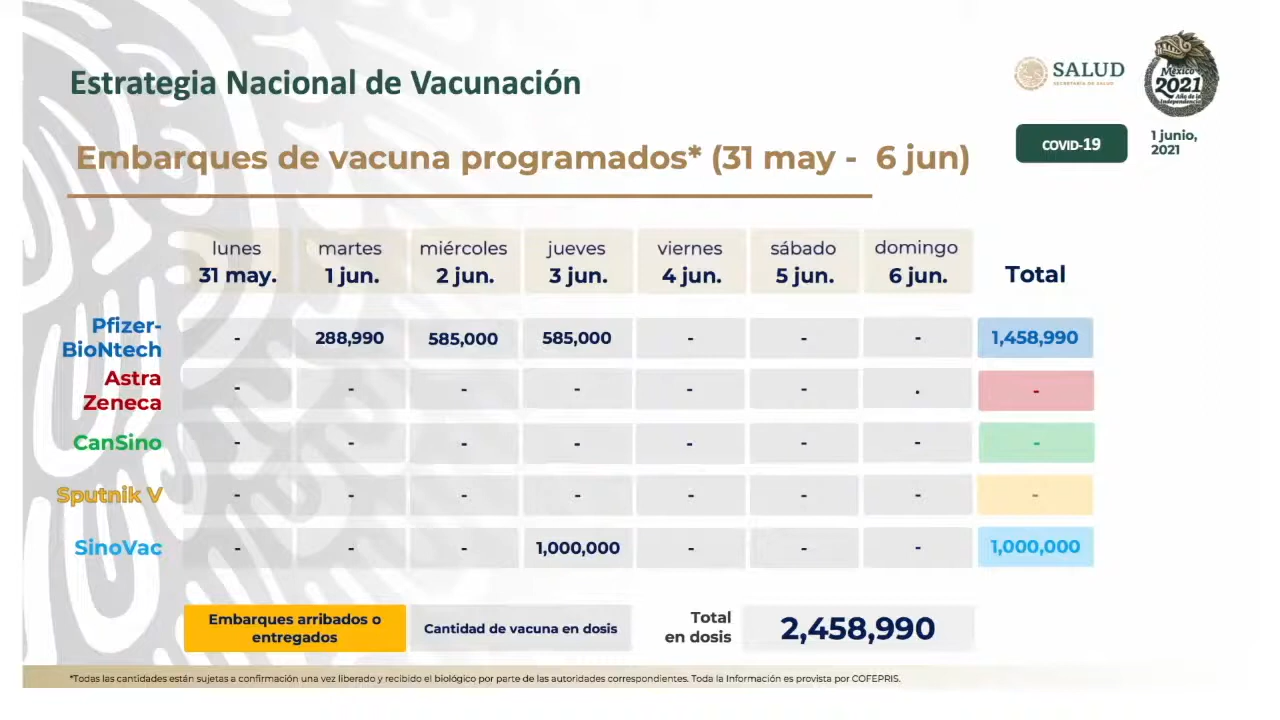 Estrategia Nacional de Vacunación
SALUD
SECRETARÍA DE SALUD
México
2021
Año de la
Independencia
COVID-19
1 junio,
2021
Embarques de vacuna programados* (31 may - 6 jun)
lunes martes miércoles jueves viernes sábado domingo
31 may. 1 jun. 2 jun. 3 jun. 4 jun. 5 jun. 6 jun. Total
Pfizer-
BioNtech - 288,990 585,000 585,000 - - - 1,458,990
Astra
Zeneca - - - - - - . -
CanSino - - - - - - - -
Sputnik V - - - - - - - -
SinoVac - - - 1,000,000 - - - 1,000,000
Embarques arribados o
entregados
Cantidad de vacuna en dosis
Total
en dosis
2,458,990
*Todas las cantidades están sujetas a confirmación una vez liberado y recibido el biológico por parte de las autoridades correspondientes. Toda la Información es provista por COFEPRIS.